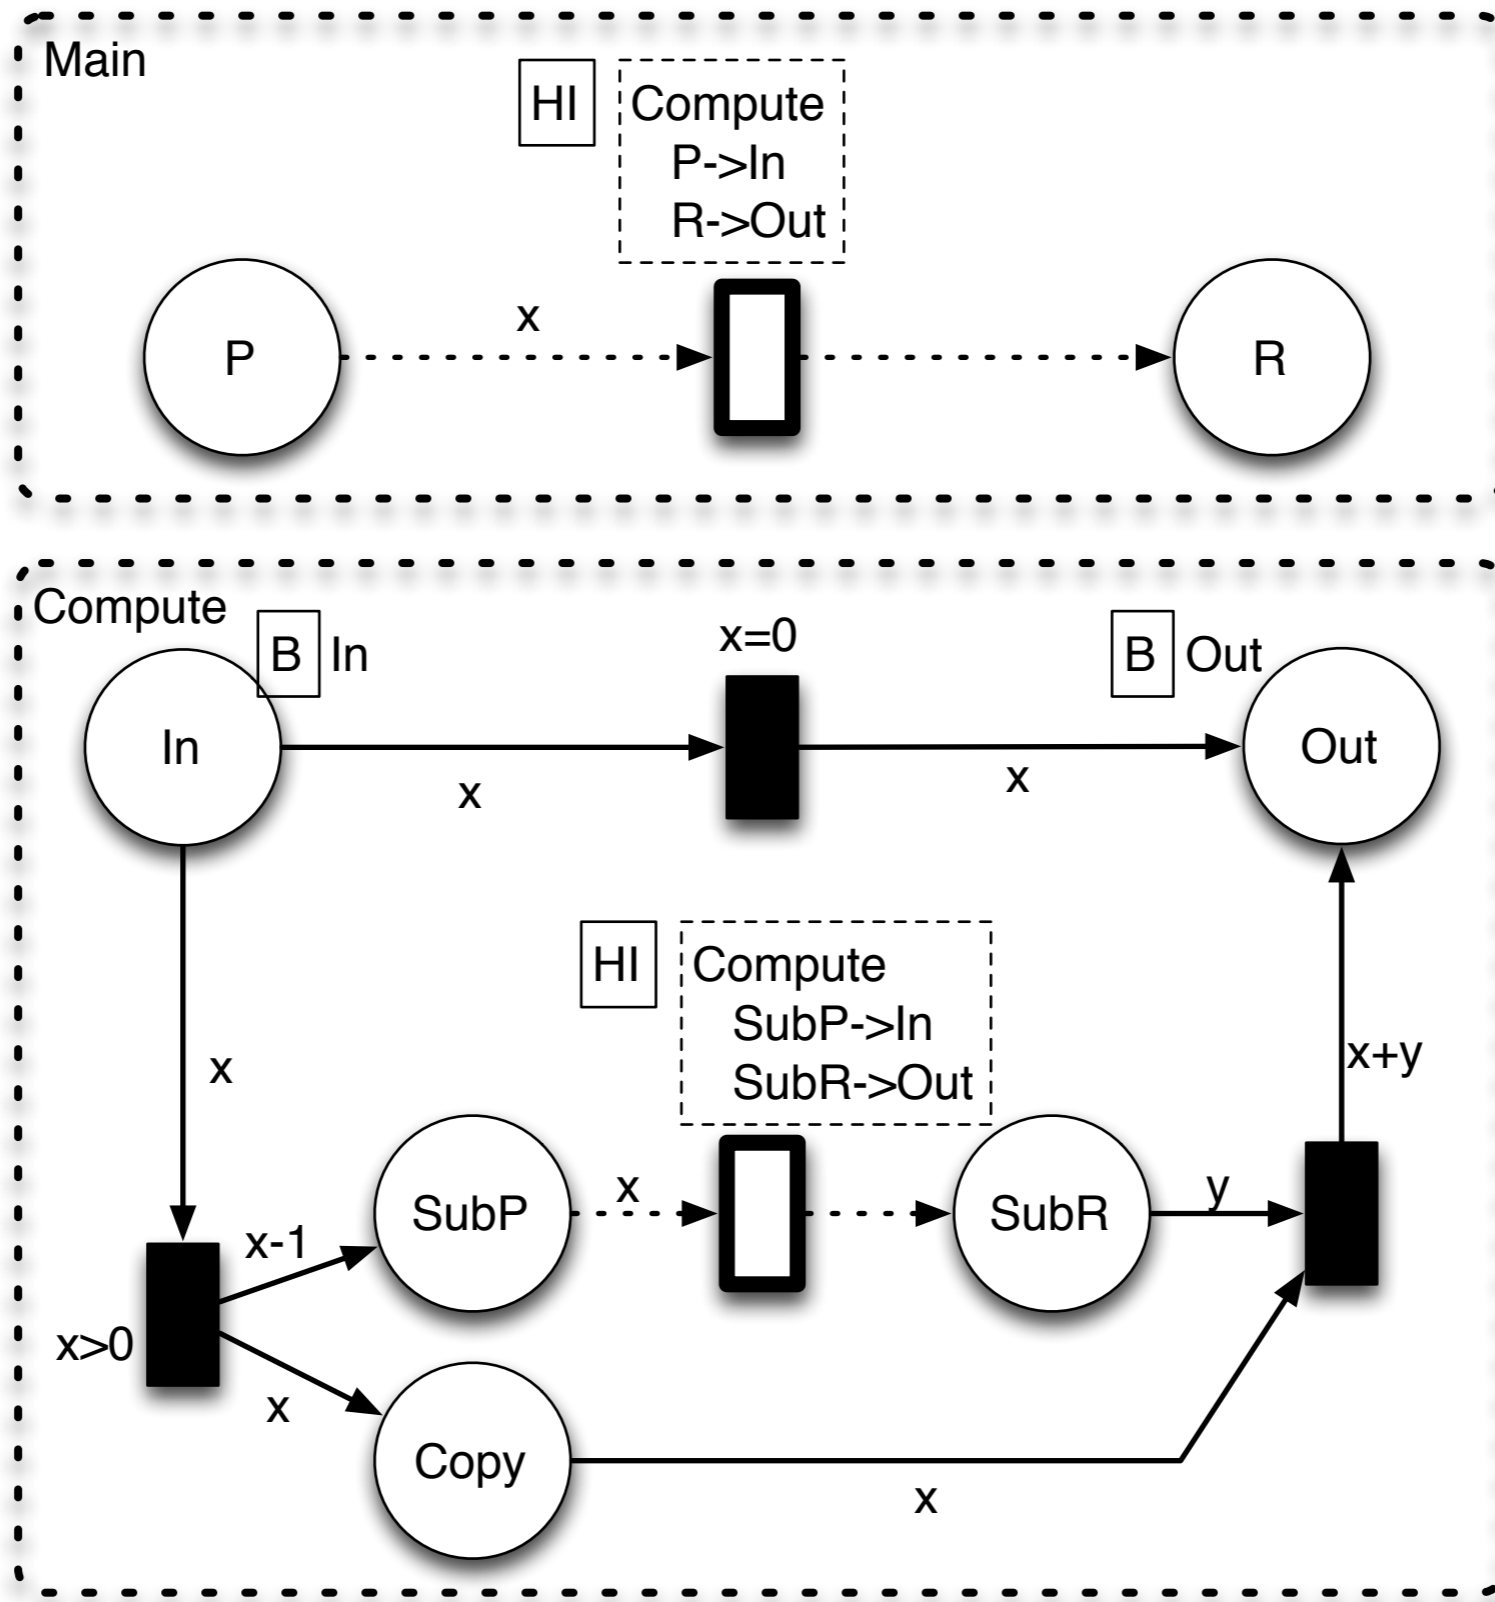 Main
HI
Compute
P->In
R->Out
P
x
R
Compute
B In
x=0
B Out
In
x
x
Out
HI
Compute
SubP->In
SubR->Out
x
x+y
SubP
x
SubR
y
x-1
x>0
x
Copy
x